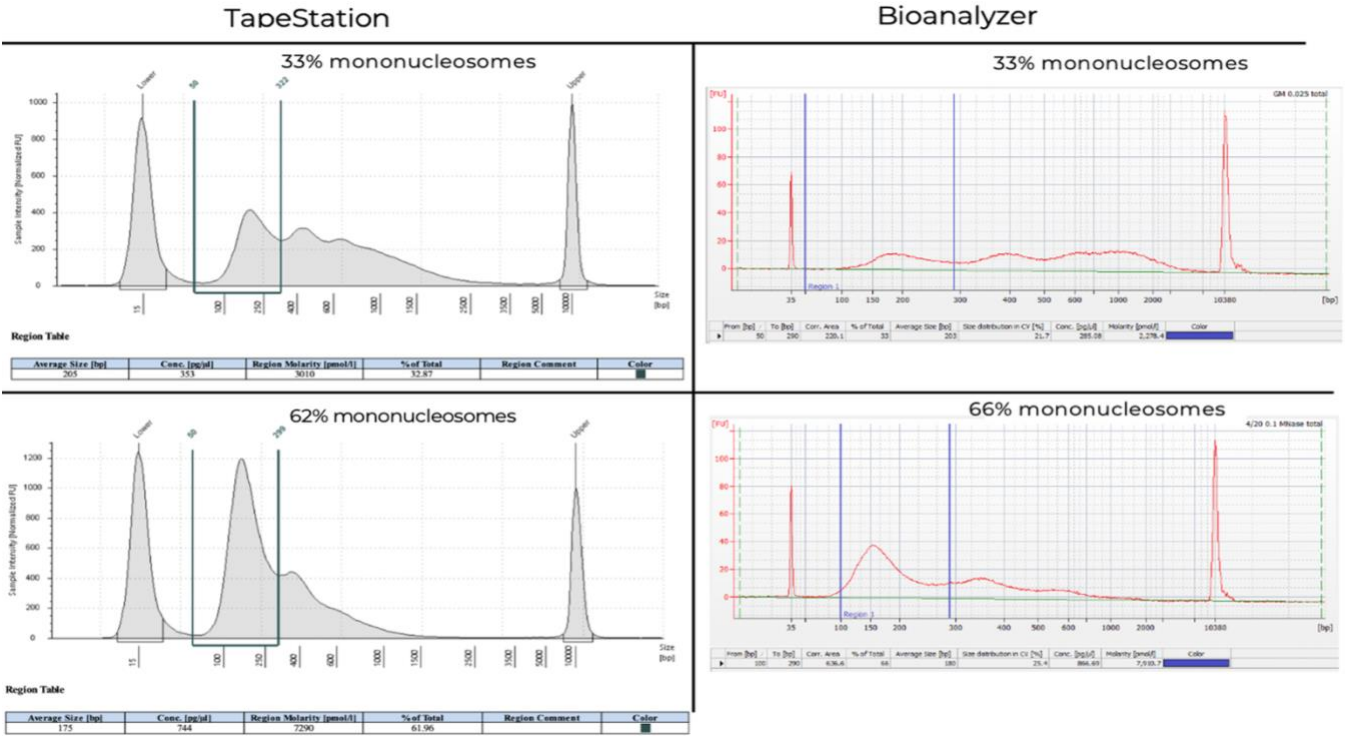 TapeStation
Bioanalyzer
33% mononucleosomes
Lower
50
322
Upper
Sample Intensity [Normalized FU]
1000
800
600
400
200
0
15
100
250
400
600
1000
1500
2500
3500
5000
10000
Size
[bp]
Region Table
Average Size [bp] Conc. [pg/µl] Region Molarity [pmol/l] % of Total Region Comment Color
205 353 3010 32.87
33% mononucleosomes
[FU]
GM 0.025 total
100
80
60
40
20
0
Region 1
35 100 150 200 300 400 500 600 1000 2000 10380 [bp]
From [bp] To [bp] Corr. Area % of Total Average Size [bp] Size distribution in CV [%] Conc. [pg/µl] Molarity [pmol/l] Color
50 290 220.1 33 203 21.7 285.08 2,278.4
62% mononucleosomes
Lower
50
299
Upper
Sample Intensity [Normalized FU]
1200
1000
800
600
400
200
0
15
100
250
400
600
1000
1500
2500
3500
5000
10000
Size
[bp]
Region Table
Average Size [bp] Conc. [pg/µl] Region Molarity [pmol/l] % of Total Region Comment Color
175 744 7290 61.96
66% mononucleosomes
[FU]
4/20 0.1 MNase total
100
80
60
40
20
0
Region 1
35 100 150 200 300 400 500 600 1000 2000 10380 [bp]
From [bp] To [bp] Corr. Area % of Total Average Size [bp] Size distribution in CV [%] Conc. [pg/µl] Molarity [pmol/l] Color
100 290 636.6 66 180 25.4 866.65 7,910.7